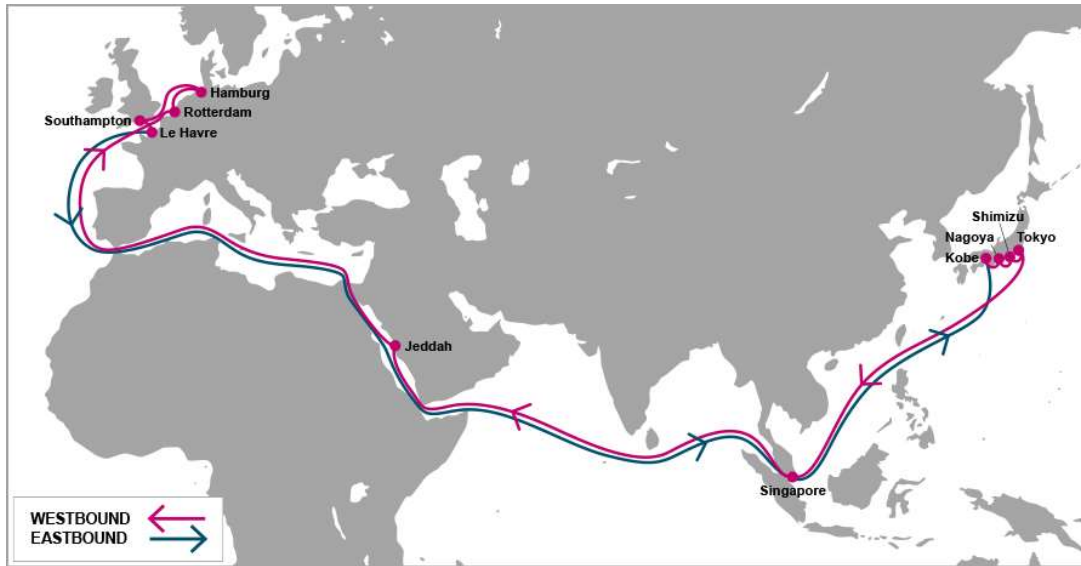 Hamburg
Rotterdam
Southampton
Le Havre
Shimizu
Nagoya
Tokyo
Kobe
Jeddah
Singapore
WESTBOUND
EASTBOUND